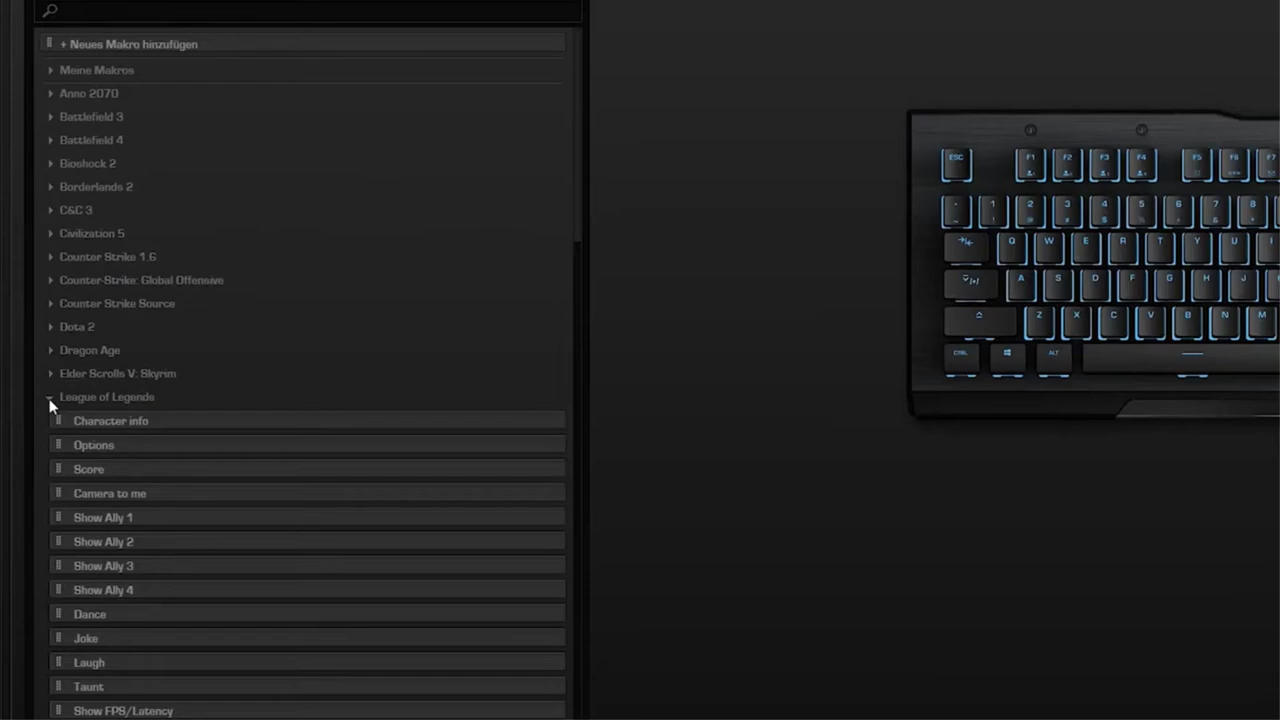 + Neues Makro hinzufügen
Meine Makros
Anno 2070
Battlefield 3
Battlefield 4
Bioshock 2
Borderlands 2
C&C 3
Civilization 5
Counter Strike 1.6
Counter-Strike: Global Offensive
Counter Strike Source
Dota 2
Dragon Age
Elder Scrolls V: Skyrim
League of Legends
Character info
Options
Score
Camera to me
Show Ally 1
Show Ally 2
Show Ally 3
Show Ally 4
Dance
Joke
Laugh
Taunt
Show FPS/Latency
ESC F1 F2 F3 F4 F5 F6 F7
1 2 3 4 5 6 7 8
Q W E R T Y U I
A S D F G H J
Z X C V B N M
CTRL ALT